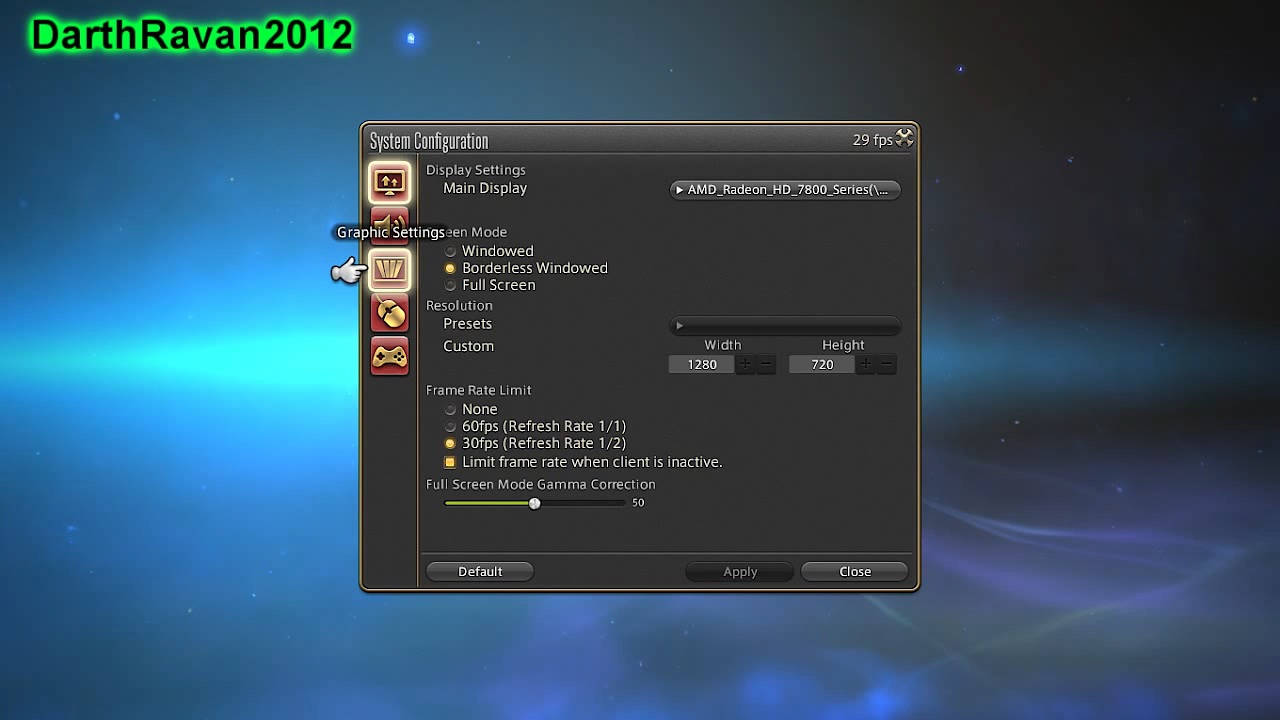 DarthRavan2012
System Configuration
29 fps
Display Settings
Main Display
AMD_Radeon_HD_7800_Series(\...
Graphic Settings
een Mode
Windowed
Borderless Windowed
Full Screen
Resolution
Presets
Custom
Width
Height
1280
720
Frame Rate Limit
None
60fps (Refresh Rate 1/1)
30fps (Refresh Rate 1/2)
Limit frame rate when client is inactive.
Full Screen Mode Gamma Correction
50
Default
Apply
Close